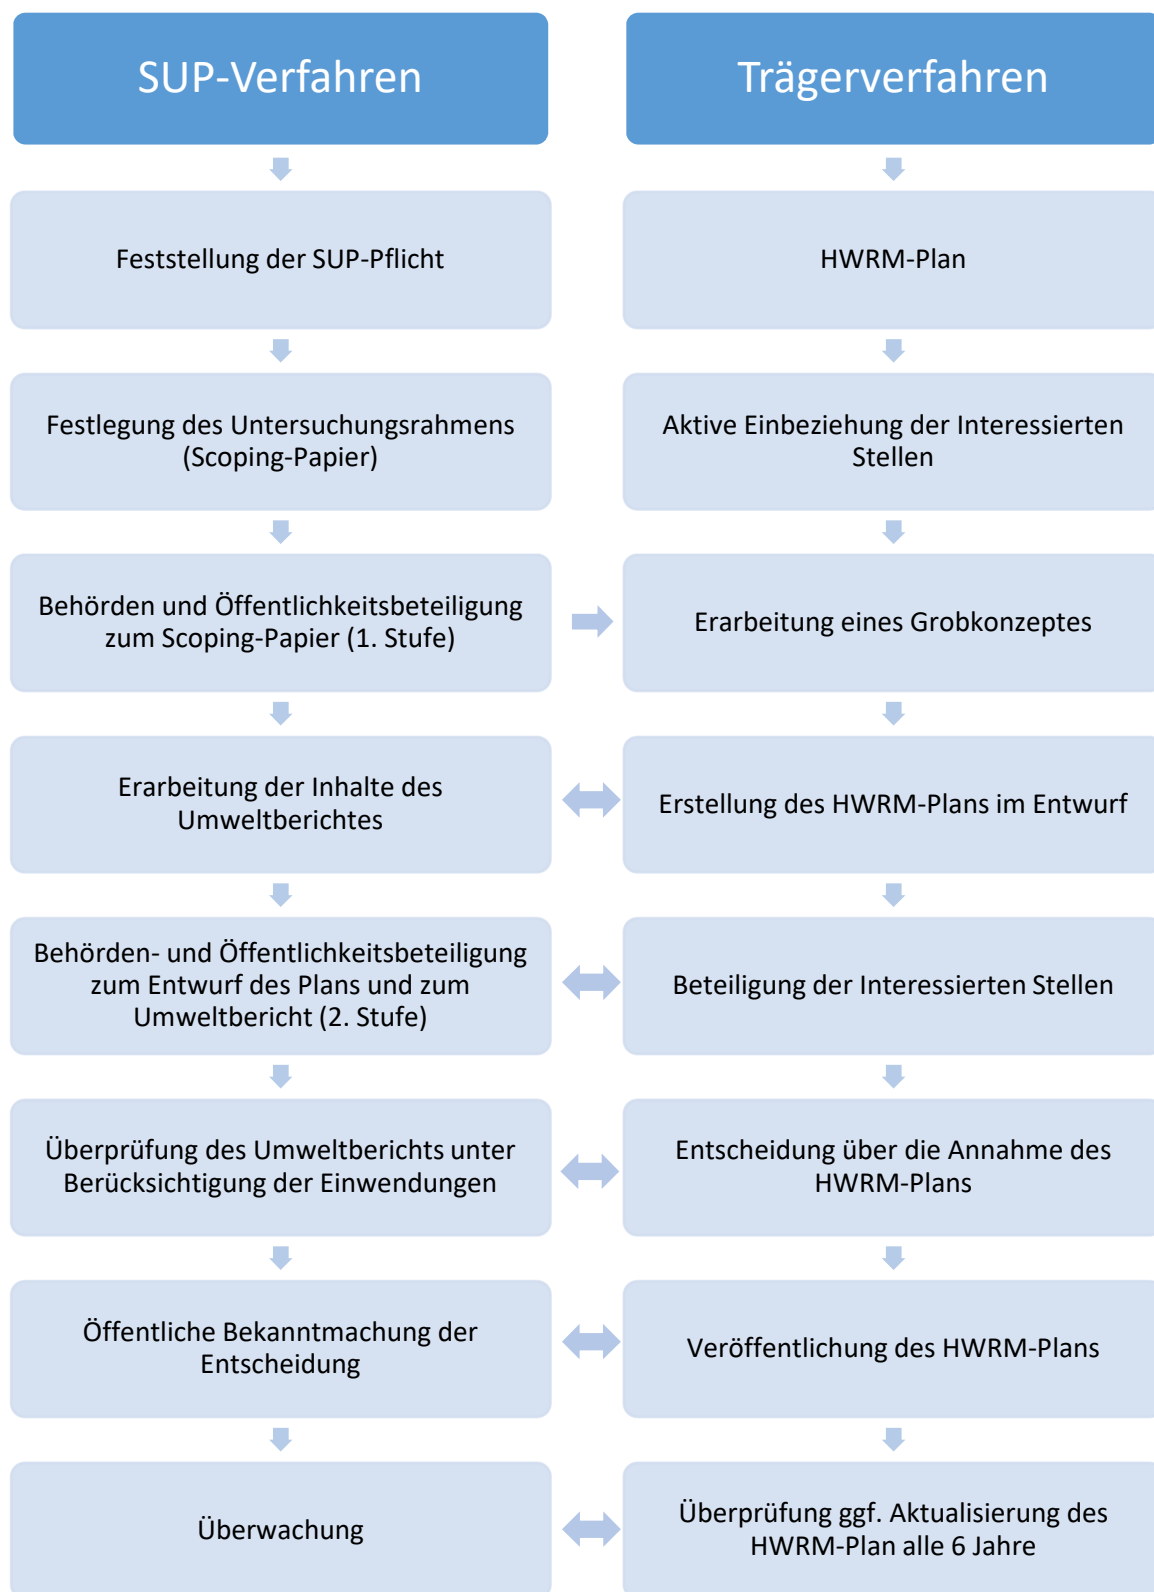 SUP-Verfahren
Trägerverfahren
Feststellung der SUP-Pflicht
HWRM-Plan
Festlegung des Untersuchungsrahmens
(Scoping-Papier)
Aktive Einbeziehung der Interessierten
Stellen
Behörden und Öffentlichkeitsbeteiligung
zum Scoping-Papier (1. Stufe)
Erarbeitung eines Grobkonzeptes
Erarbeitung der Inhalte des
Umweltberichtes
Erstellung des HWRM-Plans im Entwurf
Behörden- und Öffentlichkeitsbeteiligung
zum Entwurf des Plans und zum
Umweltbericht (2. Stufe)
Beteiligung der Interessierten Stellen
Überprüfung des Umweltberichts unter
Berücksichtigung der Einwendungen
Entscheidung über die Annahme des
HWRM-Plans
Öffentliche Bekanntmachung der
Entscheidung
Veröffentlichung des HWRM-Plans
Überwachung
Überprüfung ggf. Aktualisierung des
HWRM-Plan alle 6 Jahre